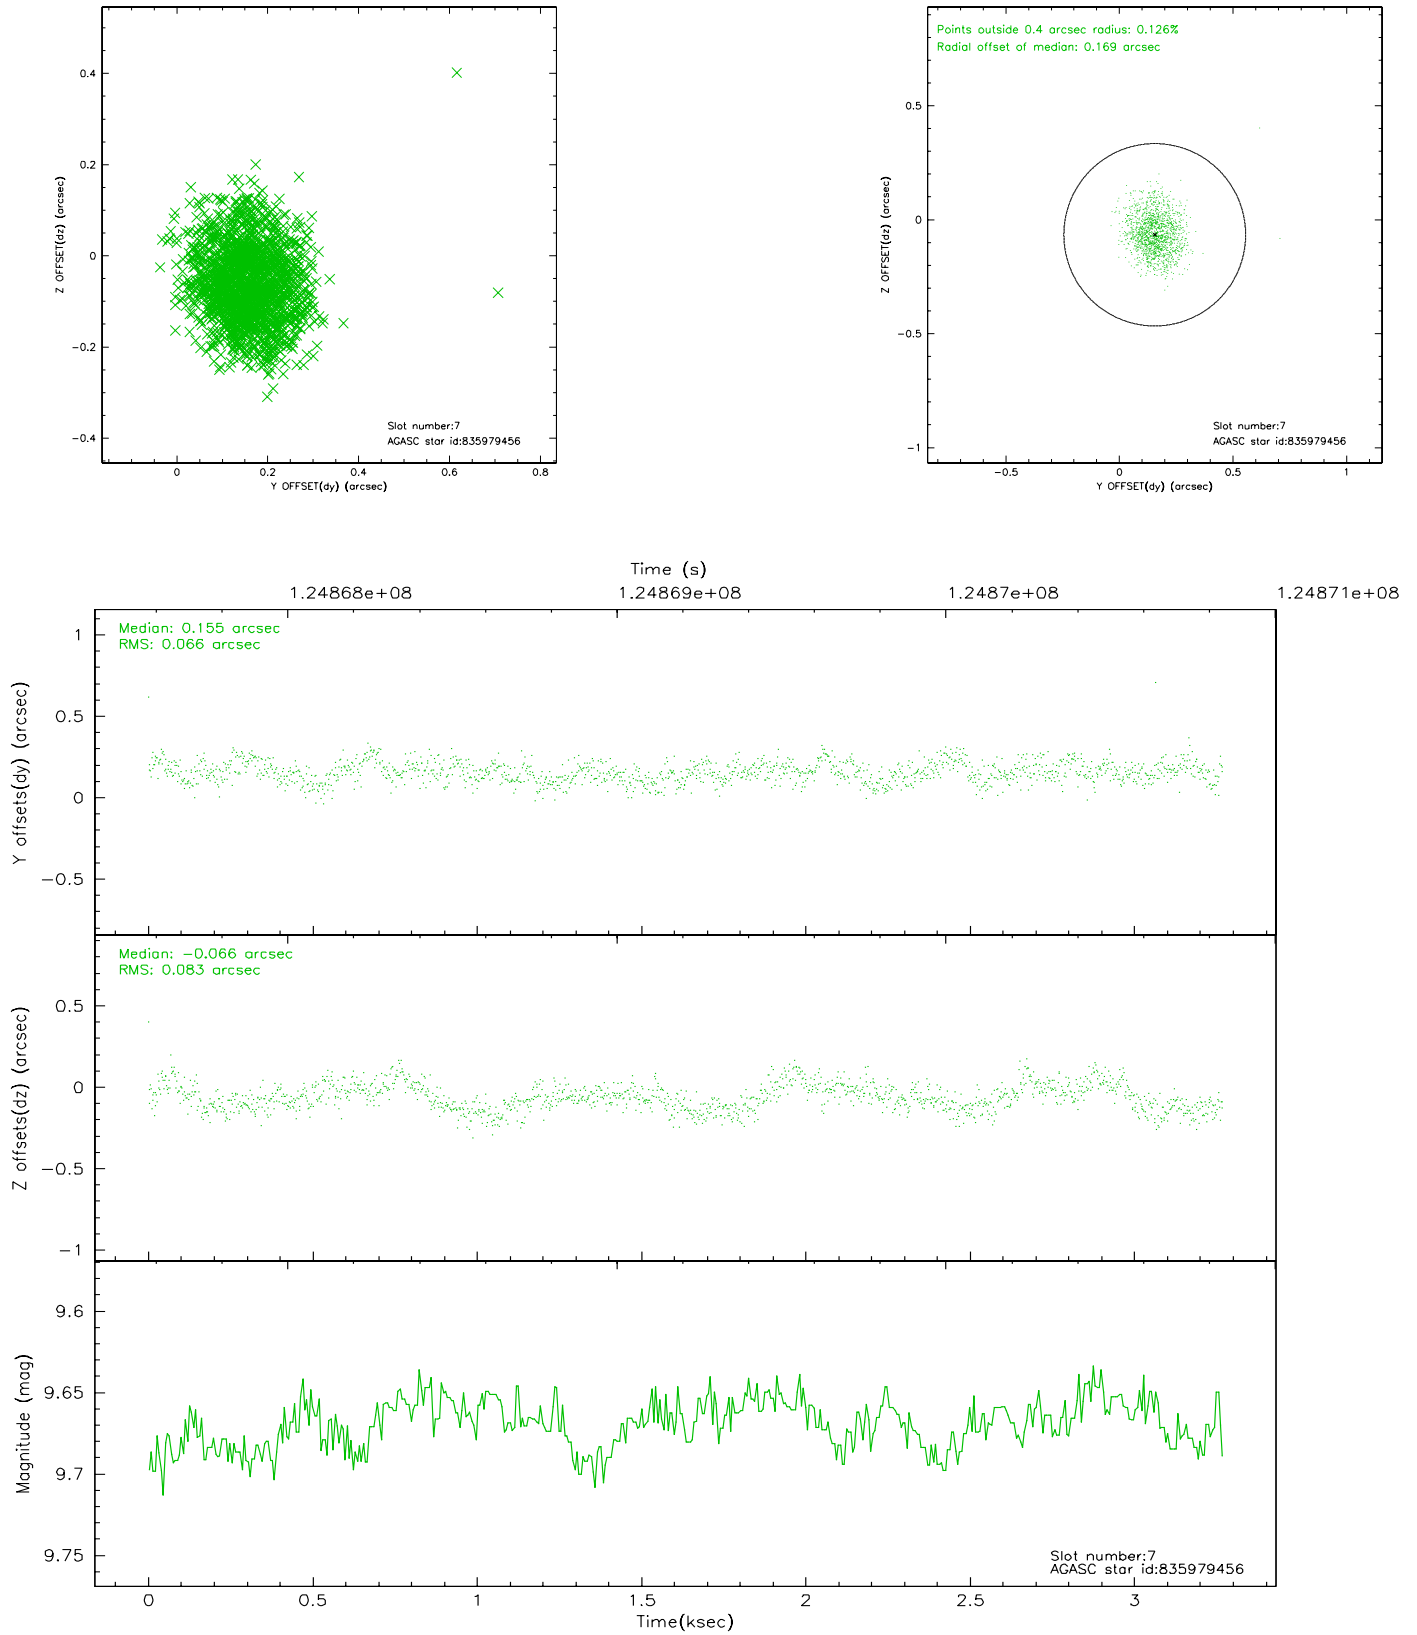 0.4
0.2
0
−0.2
−0.4
Z OFFSET(dz) (arcsec)
Slot number:7
AGASC star id:835979456
0 0.2 0.4 0.6 0.8
Y OFFSET(dy) (arcsec)
Points outside 0.4 arcsec radius: 0.126%
Radial offset of median: 0.169 arcsec
0.5
0
−0.5
−1
Z OFFSET(dz) (arcsec)
Slot number:7
AGASC star id:835979456
−0.5 0 0.5 1
Y OFFSET(dy) (arcsec)
Time (s)
1.24868e+08 1.24869e+08 1.2487e+08 1.24871e+08
Median: 0.155 arcsec
RMS: 0.066 arcsec
1
0.5
0
−0.5
Y offsets(dy) (arcsec)
Median: −0.066 arcsec
RMS: 0.083 arcsec
0.5
0
−0.5
−1
Z offsets(dz) (arcsec)
9.6
9.65
9.7
9.75
Magnitude (mag)
Slot number:7
AGASC star id:835979456
0 0.5 1 1.5 2 2.5 3
Time(ksec)